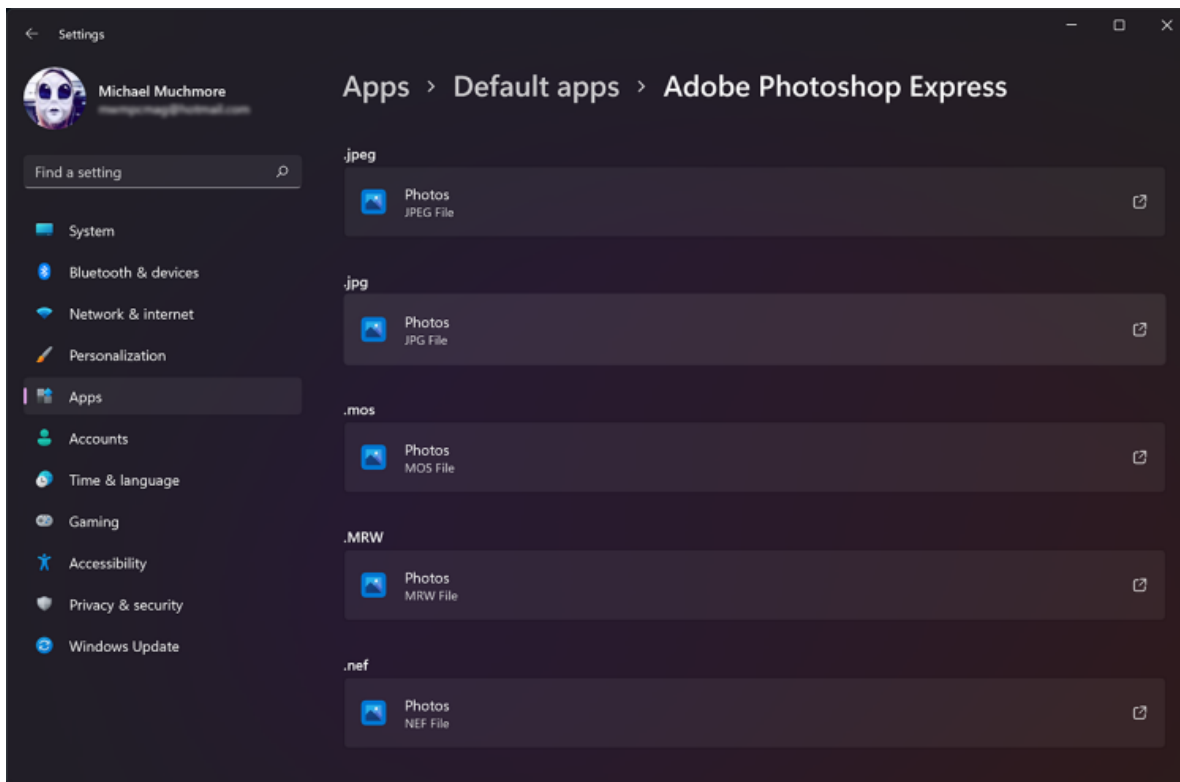 Settings
Michael Muchmore
Find a setting
System
Bluetooth & devices
Network & internet
Personalization
Apps
Accounts
Time & language
Gaming
Accessibility
Privacy & security
Windows Update
Apps > Default apps > Adobe Photoshop Express
.jpeg
Photos
JPEG File
.jpg
Photos
JPG File
.mos
Photos
MOS File
.MRW
Photos
MRW File
.nef
Photos
NEF File